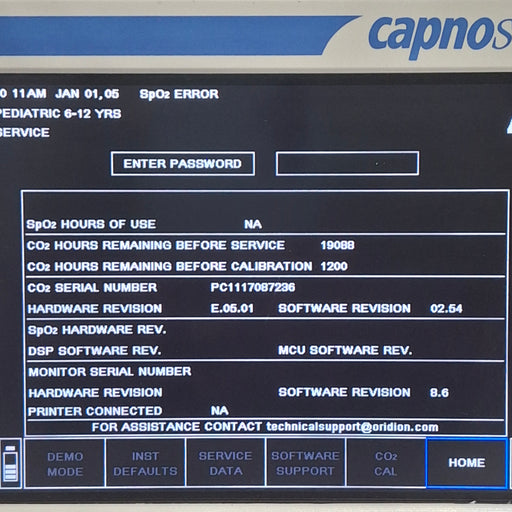 capnos
0 11AM JAN 01,05 SpO2 ERROR
PEDIATRIC 6-12 YRS
SERVICE
ENTER PASSWORD
SpO2 HOURS OF USE NA
CO2 HOURS REMAINING BEFORE SERVICE 19088
CO2 HOURS REMAINING BEFORE CALIBRATION 1200
CO2 SERIAL NUMBER PC1117087236
HARDWARE REVISION E.05.01 SOFTWARE REVISION 02.54
SpO2 HARDWARE REV.
DSP SOFTWARE REV. MCU SOFTWARE REV.
MONITOR SERIAL NUMBER
HARDWARE REVISION SOFTWARE REVISION 8.6
PRINTER CONNECTED NA
FOR ASSISTANCE CONTACT technicalsupport@oridion.com
DEMO MODE
INST DEFAULTS
SERVICE DATA
SOFTWARE SUPPORT
CO2 CAL
HOME